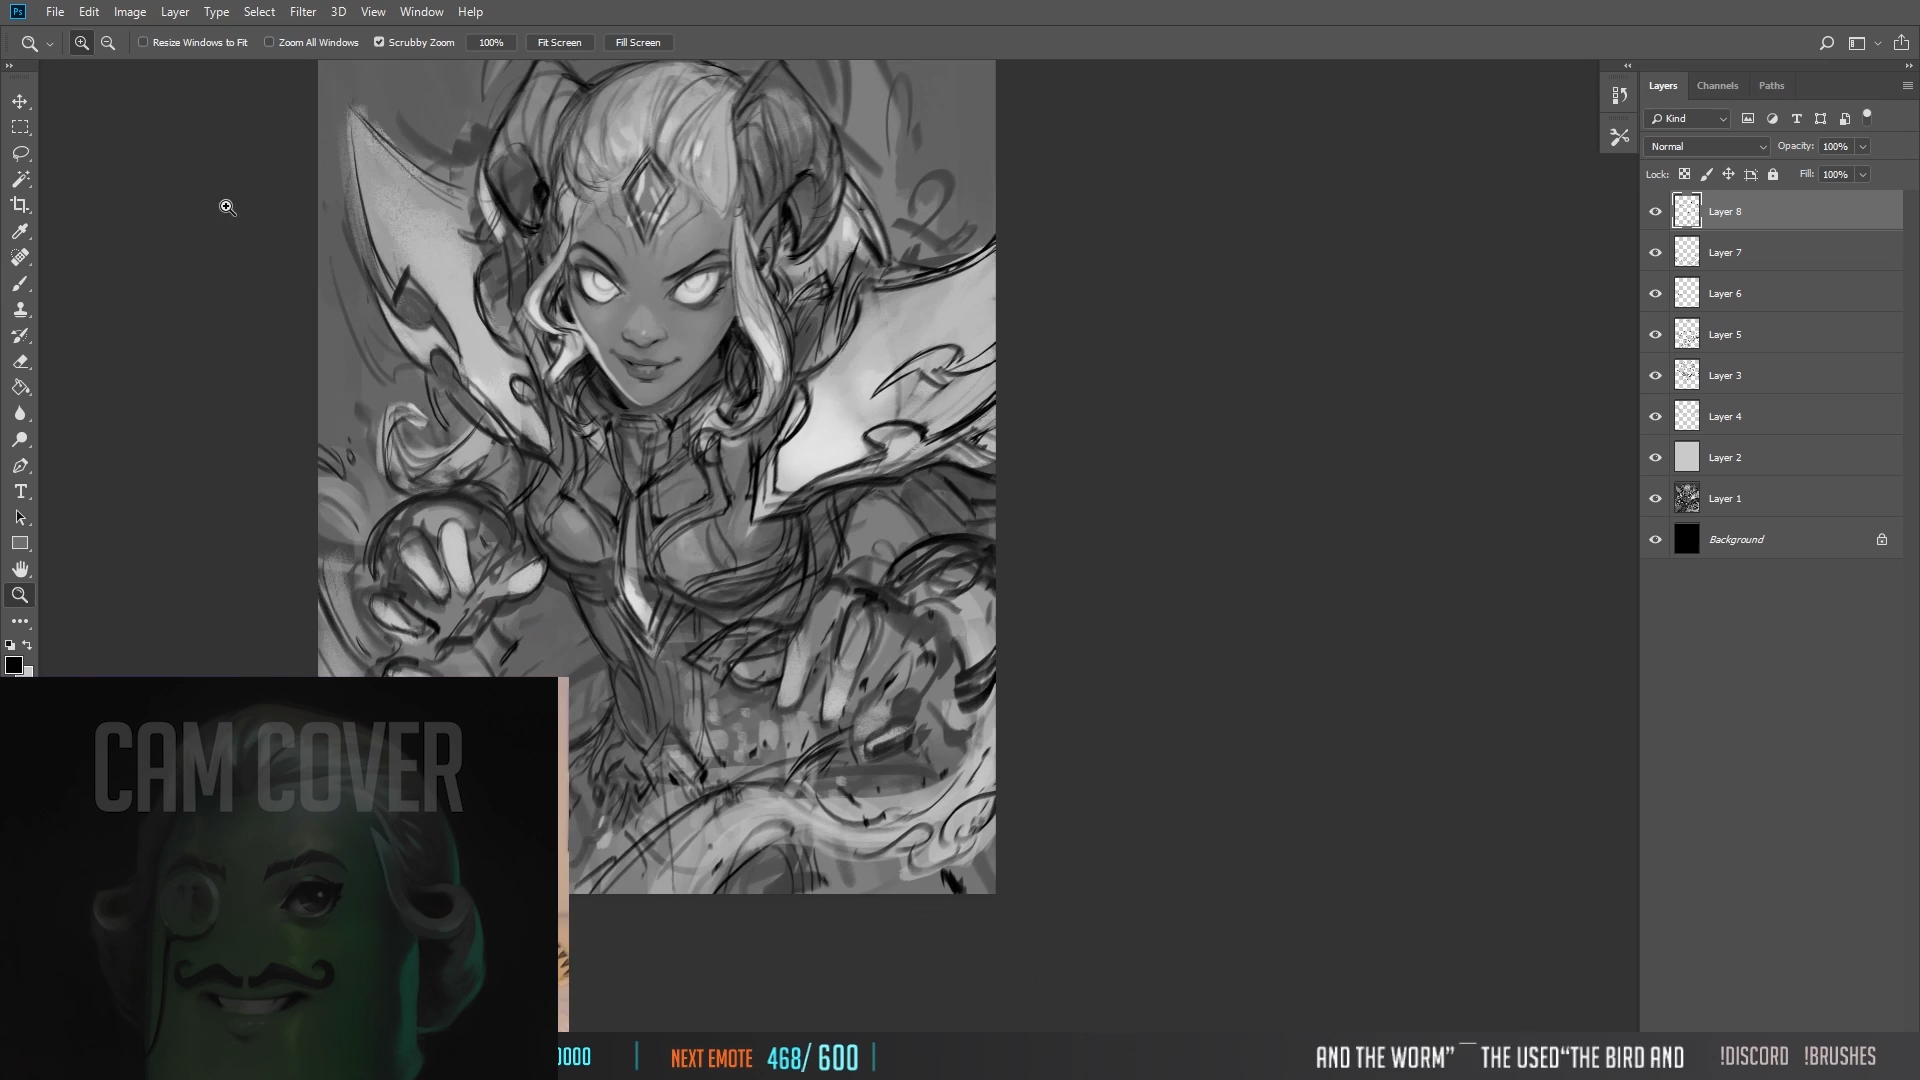 Ps File Edit Image Layer Type Select Filter 3D View Window Help
Resize Windows to Fit Zoom All Windows Scrubby Zoom 100% Fit Screen Fill Screen
Layers Channels Paths
Kind
Normal Opacity: 100%
Lock: Fill: 100%
Layer 8
Layer 7
Layer 6
Layer 5
Layer 3
Layer 4
Layer 2
Layer 1
Background
CAM COVER
NEXT EMOTE 468/ 600
AND THE WORM” THE USED“THE BIRD AND !DISCORD !BRUSHES